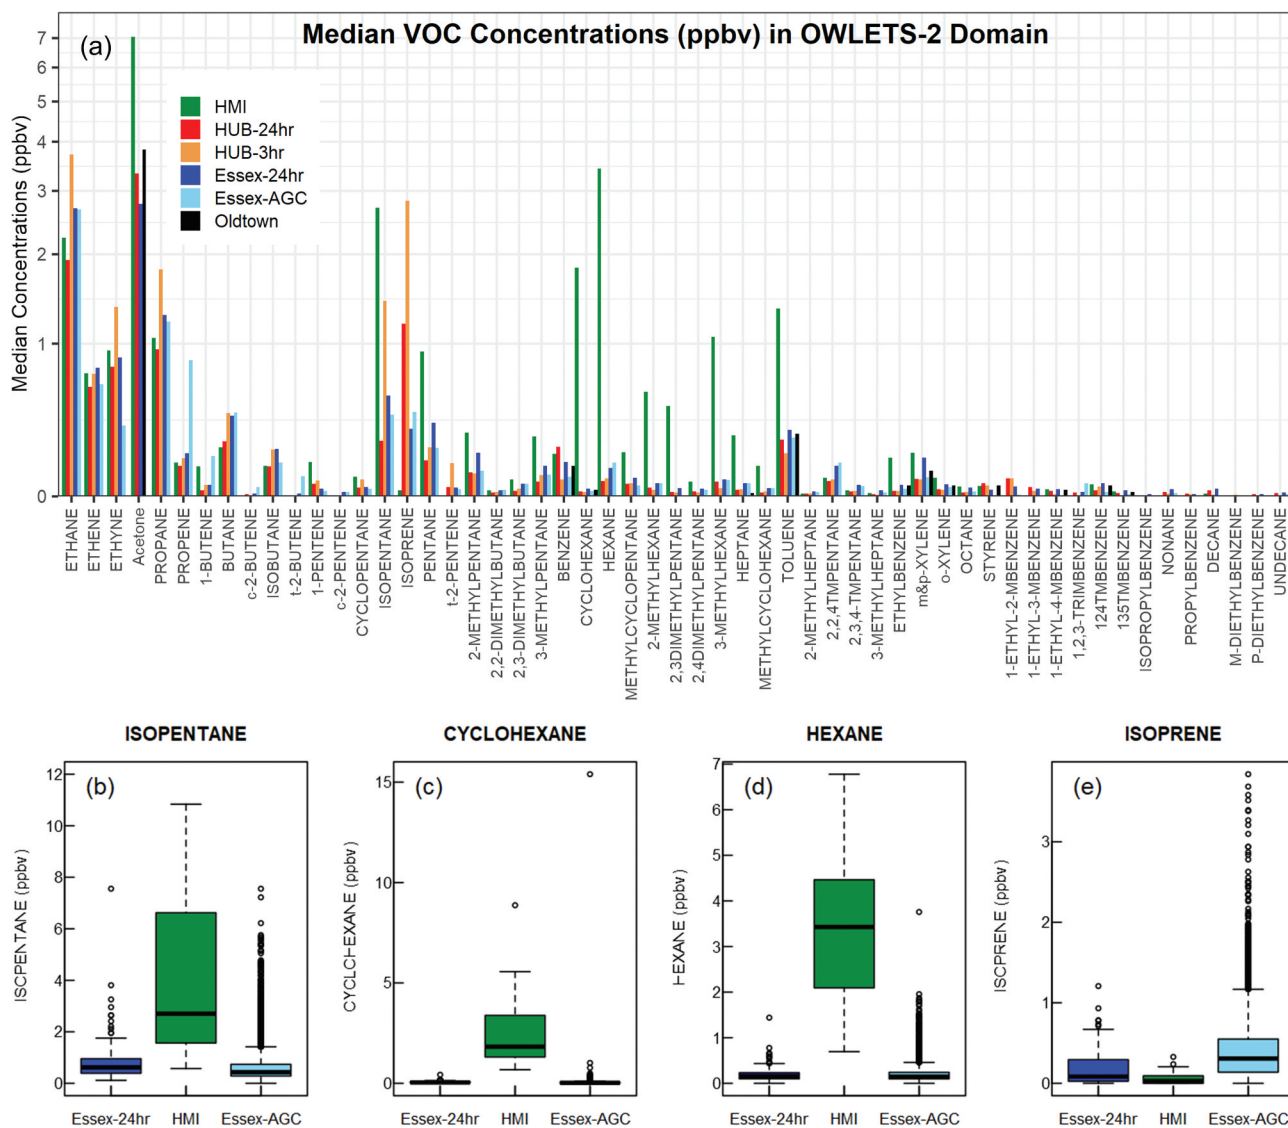 (a)
Median VOC Concentrations (ppbv) in OWLETS-2 Domain
Median Concentrations (ppbv)
7
6
5
4
3
2
1
0
HMI
HUB-24hr
HUB-3hr
Essex-24hr
Essex-AGC
Oldtown
ETHANE
ETHENE
ETHYNE
Acetone
PROPANE
PROPENE
1-BUTENE
BUTANE
c-2-BUTENE
ISOBUTANE
t-2-BUTENE
1-PENTENE
c-2-PENTENE
CYCLOPENTANE
ISOPENTANE
ISOPRENE
PENTANE
t-2-PENTENE
2-METHYLPENTANE
2,2-DIMETHYLBUTANE
2,3-DIMETHYLBUTANE
3-METHYLPENTANE
BENZENE
CYCLOHEXANE
HEXANE
METHYLCYCLOPENTANE
2-METHYLHEXANE
2,3DIMETHYLPENTANE
2,4DIMETHYLPENTANE
3-METHYLHEXANE
HEPTANE
METHYLCYCLOHEXANE
TOLUENE
2-METHYLHEPTANE
2,2,4TMPENTANE
2,3,4-TMPENTANE
3-METHYLHEPTANE
ETHYLBENZENE
m&p-XYLENE
o-XYLENE
OCTANE
STYRENE
1-ETHYL-2-MBENZENE
1-ETHYL-3-MBENZENE
1-ETHYL-4-MBENZENE
1,2,3-TRIMBENZENE
124TMBENZENE
135TMBENZENE
ISOPROPYLBENZENE
NONANE
PROPYLBENZENE
DECANE
M-DIETHYLBENZENE
P-DIETHYLBENZENE
UNDECANE
ISOPENTANE
(b)
ISCPENTANE (ppbv)
12
10
8
6
4
2
0
Essex-24hr HMI Essex-AGC
CYCLOHEXANE
(c)
CYCLCHEXANE (ppbv)
15
10
5
0
Essex-24hr HMI Essex-AGC
HEXANE
(d)
HEXANE (ppbv)
7
6
5
4
3
2
1
0
Essex-24hr HMI Essex-AGC
ISOPRENE
(e)
ISCPRENE (ppbv)
3
2
1
0
Essex-24hr HMI Essex-AGC